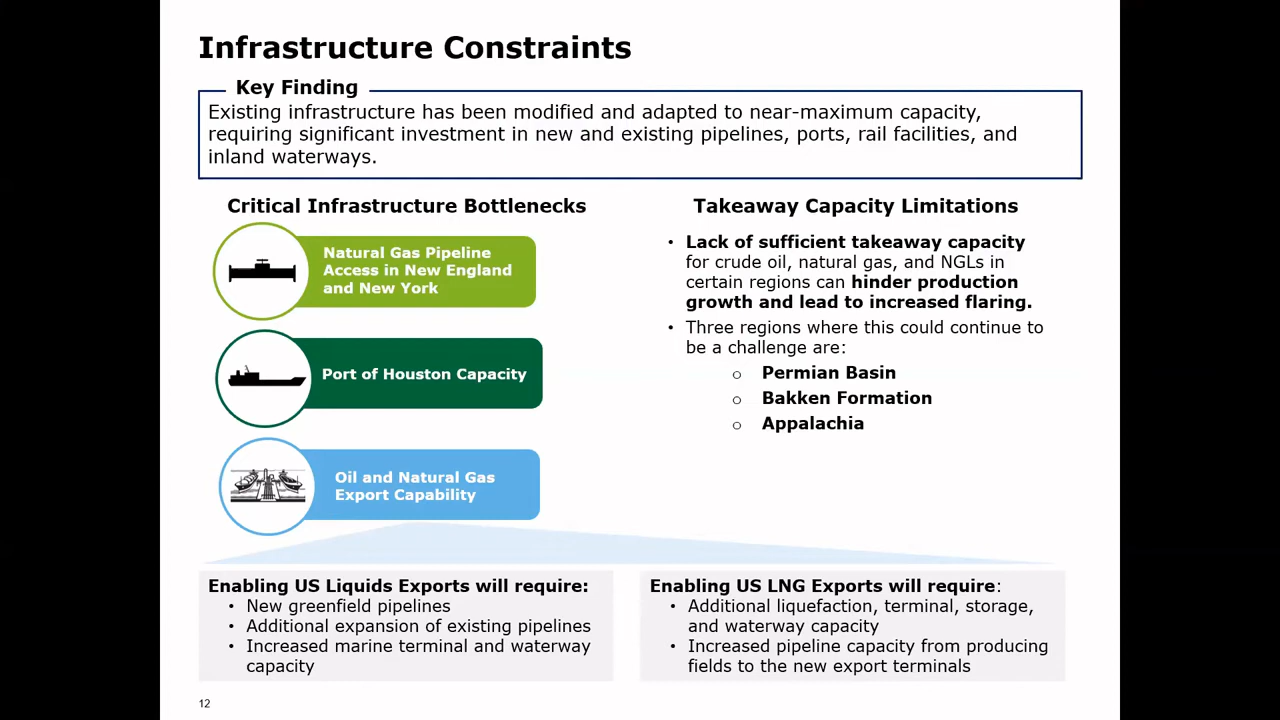 Infrastructure Constraints
Key Finding
Existing infrastructure has been modified and adapted to near-maximum capacity,
requiring significant investment in new and existing pipelines, ports, rail facilities, and
inland waterways.
Critical Infrastructure Bottlenecks
Natural Gas Pipeline
Access in New England
and New York
Port of Houston Capacity
Oil and Natural Gas
Export Capability
Takeaway Capacity Limitations
• Lack of sufficient takeaway capacity
for crude oil, natural gas, and NGLs in
certain regions can hinder production
growth and lead to increased flaring.
• Three regions where this could continue to
be a challenge are:
o Permian Basin
o Bakken Formation
o Appalachia
Enabling US Liquids Exports will require:
• New greenfield pipelines
• Additional expansion of existing pipelines
• Increased marine terminal and waterway
capacity
Enabling US LNG Exports will require:
• Additional liquefaction, terminal, storage,
and waterway capacity
• Increased pipeline capacity from producing
fields to the new export terminals
12